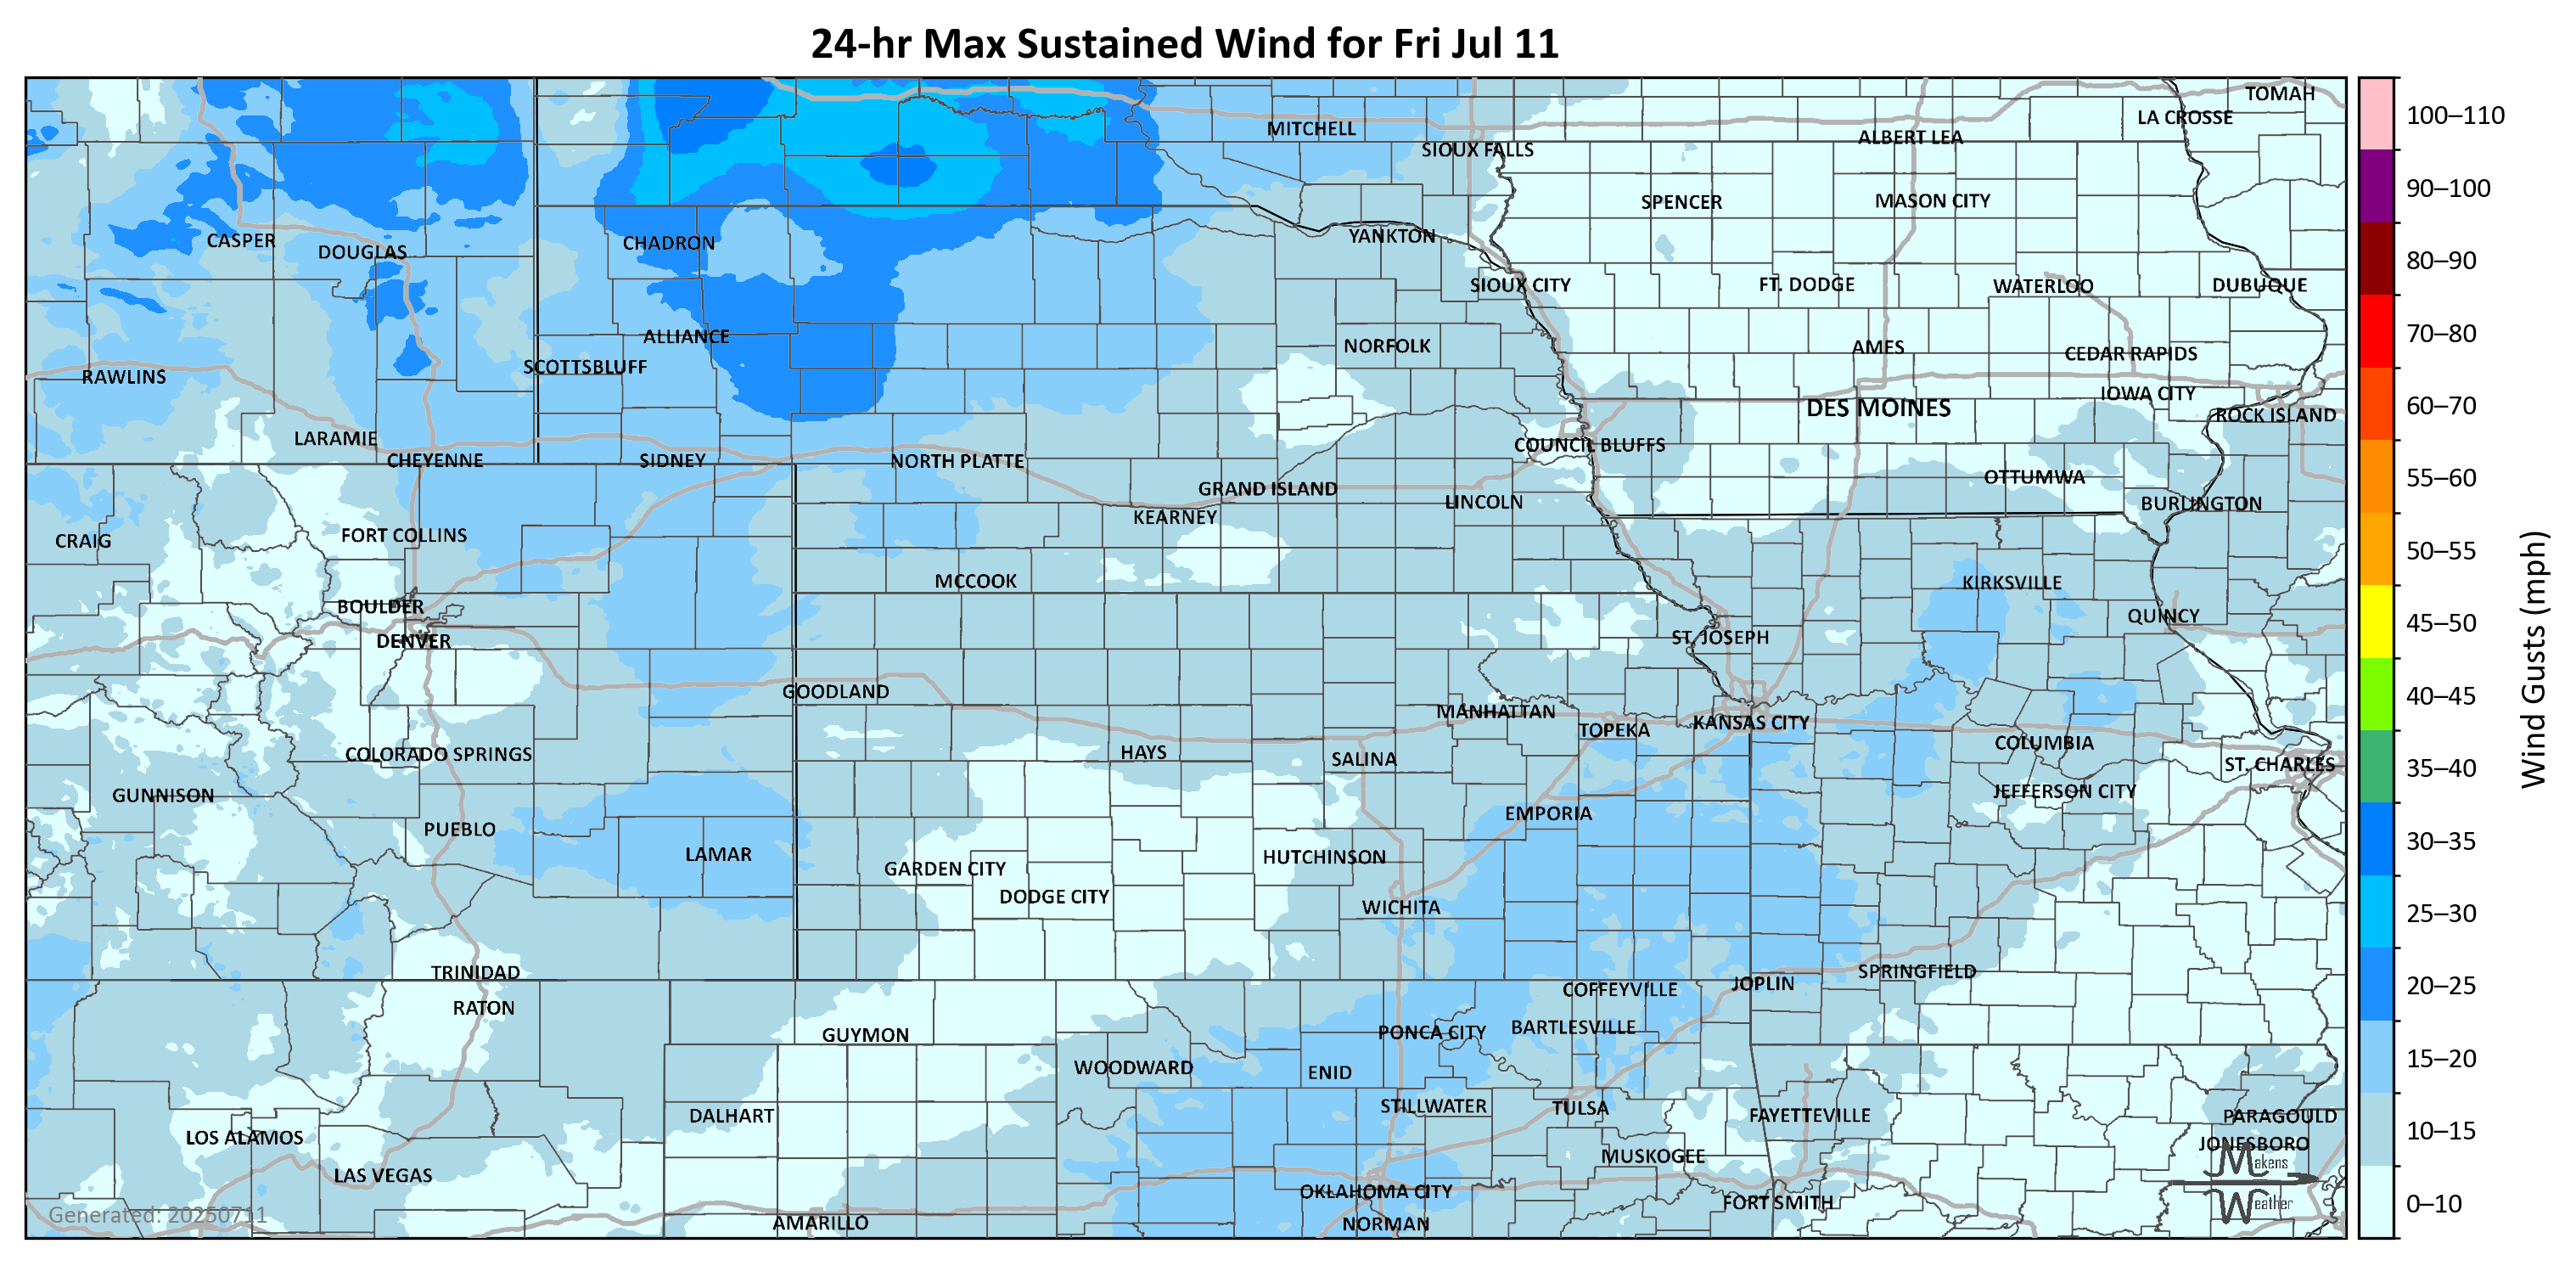 24-hr Max Sustained Wind for Fri Jul 11
TOMAH
LA CROSSE
MITCHELL
ALBERT LEA
SIOUX FALLS
SPENCER
MASON CITY
CASPER
CHADRON
YANKTON
DOUGLAS
SIOUX CITY
FT. DODGE
WATERLOO
DUBUQUE
ALLIANCE
NORFOLK
AMES
CEDAR RAPIDS
SCOTTSBLUFF
RAWLINS
IOWA CITY
DES MOINES
ROCK ISLAND
LARAMIE
COUNCIL BLUFFS
CHEYENNE
SIDNEY
NORTH PLATTE
OTTUMWA
GRAND ISLAND
LINCOLN
BURLINGTON
KEARNEY
CRAIG
FORT COLLINS
MCCOOK
KIRKSVILLE
BOULDER
QUINCY
DENVER
ST. JOSEPH
GOODLAND
MANHATTAN
KANSAS CITY
TOPEKA
COLORADO SPRINGS
HAYS
SALINA
COLUMBIA
ST. CHARLES
GUNNISON
JEFFERSON CITY
EMPORIA
PUEBLO
LAMAR
HUTCHINSON
GARDEN CITY
DODGE CITY
WICHITA
TRINIDAD
SPRINGFIELD
JOPLIN
COFFEYVILLE
RATON
GUYMON
PONCA CITY
BARTLESVILLE
WOODWARD
ENID
STILLWATER
TULSA
DALHART
FAYETTEVILLE
PARAGOULD
LOS ALAMOS
JONESBORO
MUSKOGEE
LAS VEGAS
OKLAHOMA CITY
FORT SMITH
AMARILLO
NORMAN
Generated: 20250711
Makens
Weather
100–110
90–100
80–90
70–80
60–70
55–60
50–55
45–50
40–45
35–40
30–35
25–30
20–25
15–20
10–15
0–10
Wind Gusts (mph)